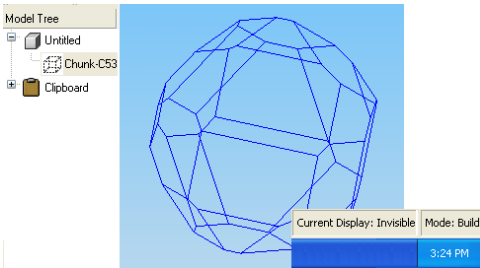 Model Tree
Untitled
Chunk-C53
Clipboard
Current Display: Invisible Mode: Build
3:24 PM